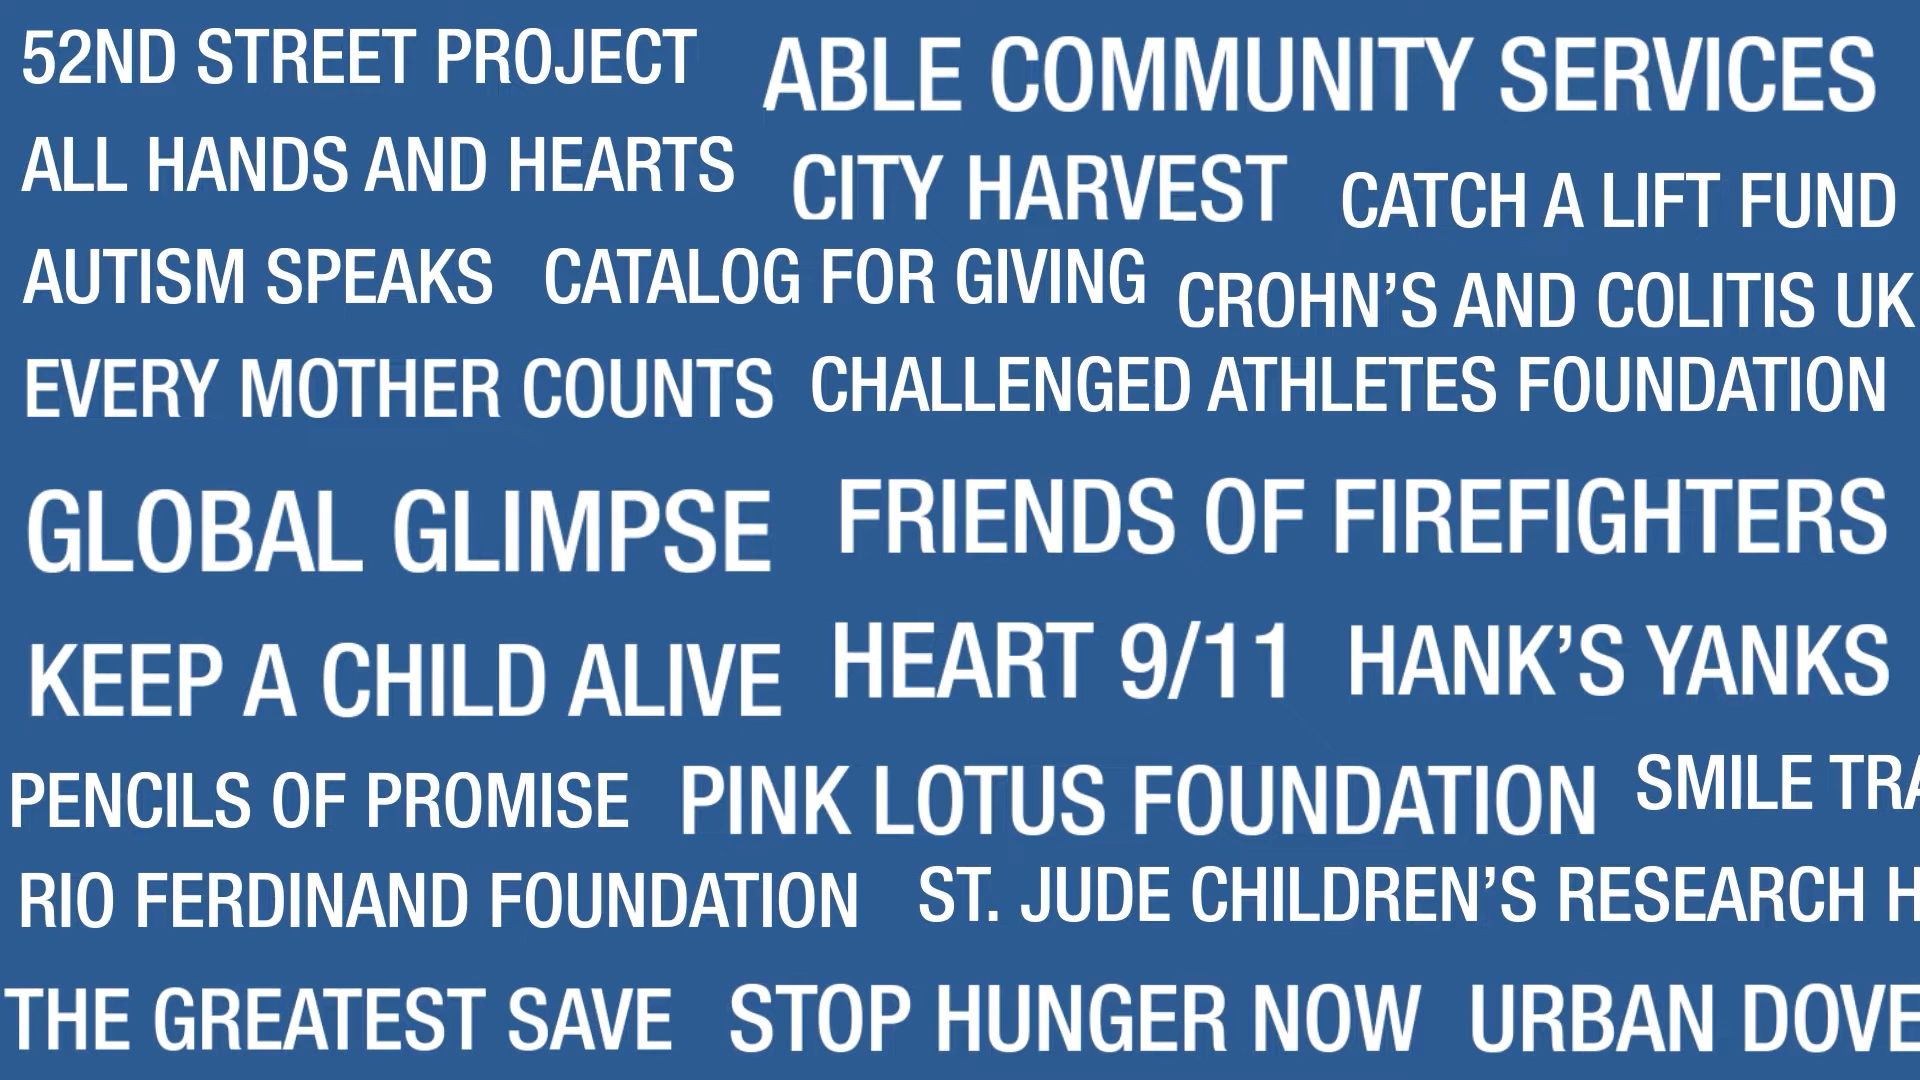 52ND STREET PROJECT
ABLE COMMUNITY SERVICES
ALL HANDS AND HEARTS
CITY HARVEST
CATCH A LIFT FUND
AUTISM SPEAKS
CATALOG FOR GIVING
CROHN’S AND COLITIS UK
EVERY MOTHER COUNTS
CHALLENGED ATHLETES FOUNDATION
GLOBAL GLIMPSE
FRIENDS OF FIREFIGHTERS
KEEP A CHILD ALIVE
HEART 9/11
HANK’S YANKS
PENCILS OF PROMISE
PINK LOTUS FOUNDATION
SMILE
RIO FERDINAND FOUNDATION
ST. JUDE CHILDREN’S RESEARCH
THE GREATEST SAVE
STOP HUNGER NOW
URBAN DOVE